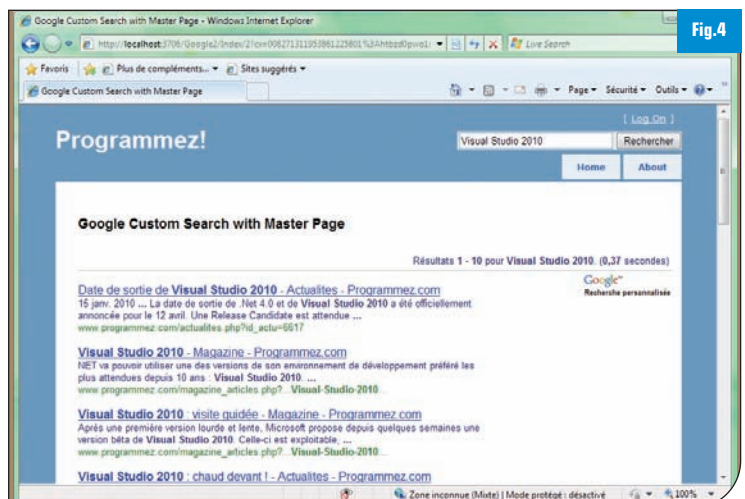 Google Custom Search with Master Page - Windows Internet Explorer
Fig.4
Live Search
Favoris Plus de compléments... Sites suggérés
Google Custom Search with Master Page Page Sécurité Outils
[ Log On ]
Programmez! Visual Studio 2010 Rechercher
Home About
Google Custom Search with Master Page
Résultats 1 - 10 pour Visual Studio 2010. (0,37 secondes)
Google™
Recherche personnalisée
Date de sortie de Visual Studio 2010 - Actualites - Programmez.com
15 janv. 2010 ... La date de sortie de .Net 4.0 et de Visual Studio 2010 a été officiellement
annoncée pour le 12 avril. Une Release Candidate est attendue ...
www.programmez.com/actualites.php?id_actu=6617
Visual Studio 2010 - Magazine - Programmez.com
NET va pouvoir utiliser une des versions de son environnement de développement préféré les
plus attendues depuis 10 ans : Visual Studio 2010. ...
www.programmez.com/magazine_articles.php?...Visual-Studio-2010...
Visual Studio 2010 : visite guidée - Magazine - Programmez.com
Après une première version lourde et lente, Microsoft propose depuis quelques semaines une
version bêta de Visual Studio 2010. Celle-ci est exploitable, ...
www.programmez.com/magazine_articles.php?...Visual-Studio-2010...
Visual Studio 2010 : chaud devant ! - Actualites - Programmez.com
Zone inconnue (Mixte) | Mode protégé : désactivé 100%